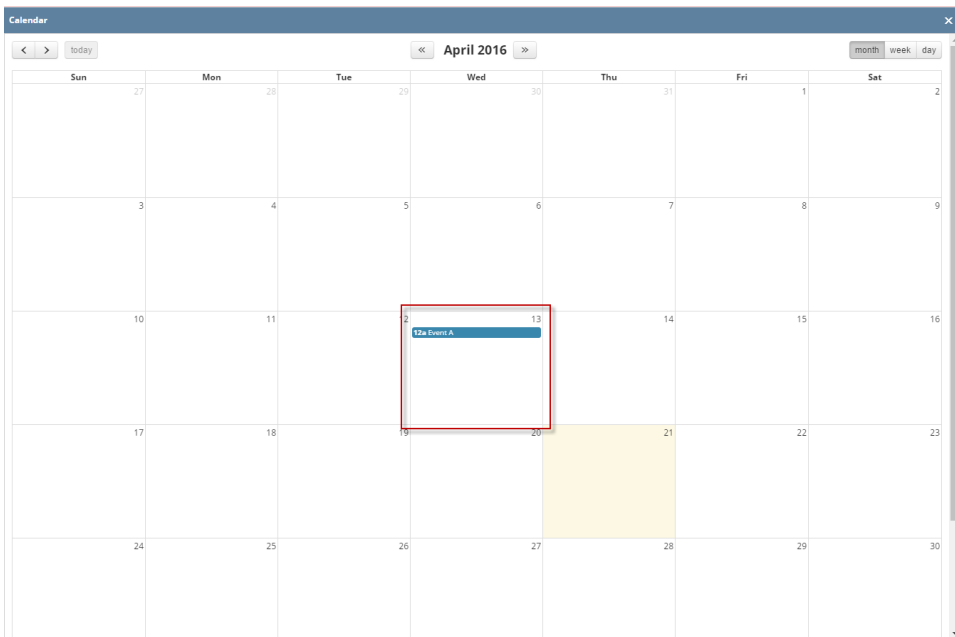 Calendar ×
< > today « April 2016 » month week day
Sun Mon Tue Wed Thu Fri Sat
27 28 29 30 31 1 2
3 4 5 6 7 8 9
10 11 12 13 14 15 16
12a Event A
17 18 19 20 21 22 23
24 25 26 27 28 29 30